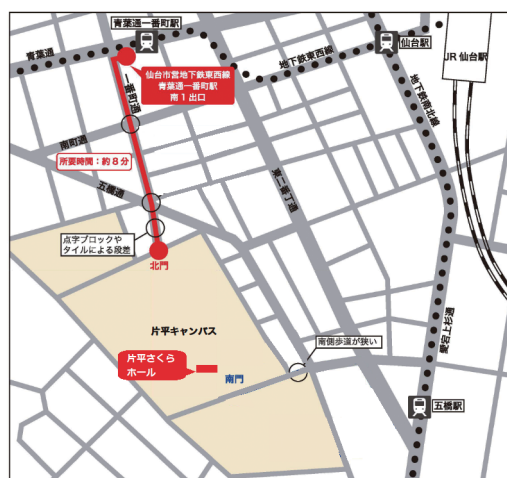 青葉通一番町駅
青葉通
仙台駅
JR 仙台駅
地下鉄東西線
仙台市営地下鉄東西線
青葉通一番町駅
南1出口
一番町通
地下鉄南北線
南町通
所要時間：約8分
東二番丁通
五橋通
点字ブロックや
タイルによる段差
北門
愛宕上杉通
片平キャンパス
南側歩道が狭い
片平さくら
ホール
南門
五橋駅